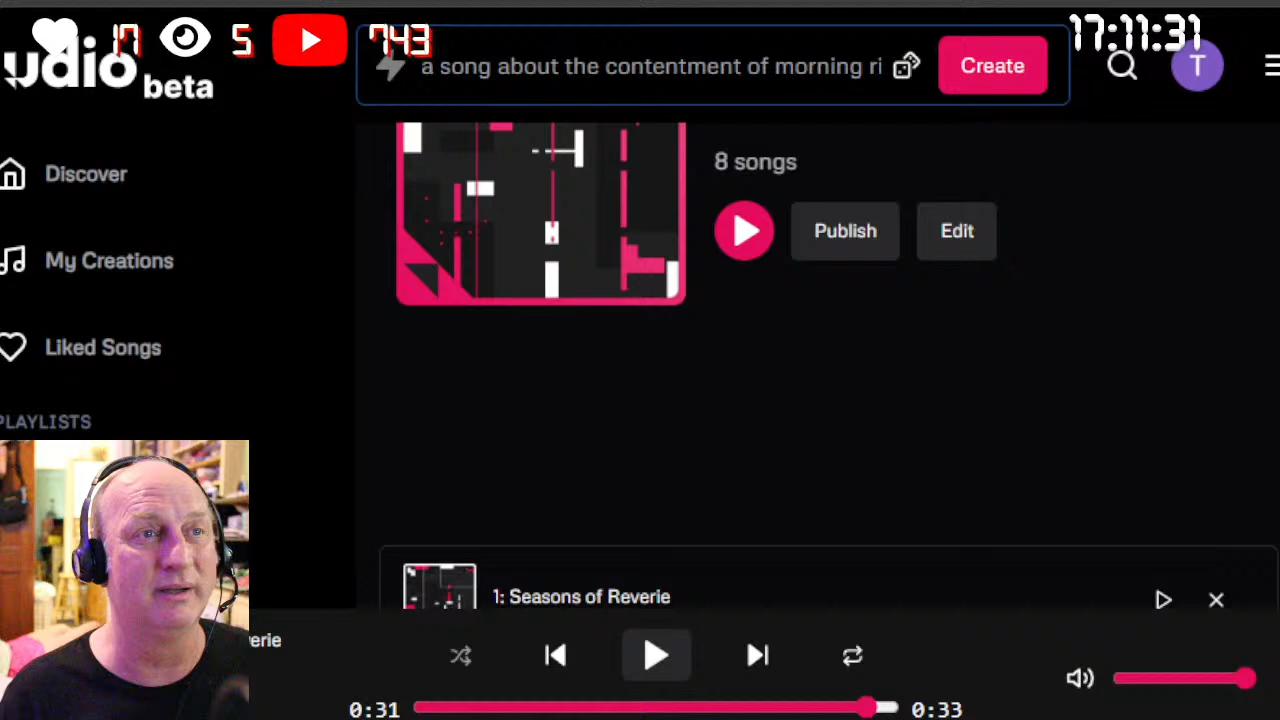 17
5
743
17:11:31
udio
beta
a song about the contentment of morning ri
Create
T
Discover
My Creations
Liked Songs
PLAYLISTS
8 songs
Publish
Edit
1: Seasons of Reverie
erie
0:31
0:33